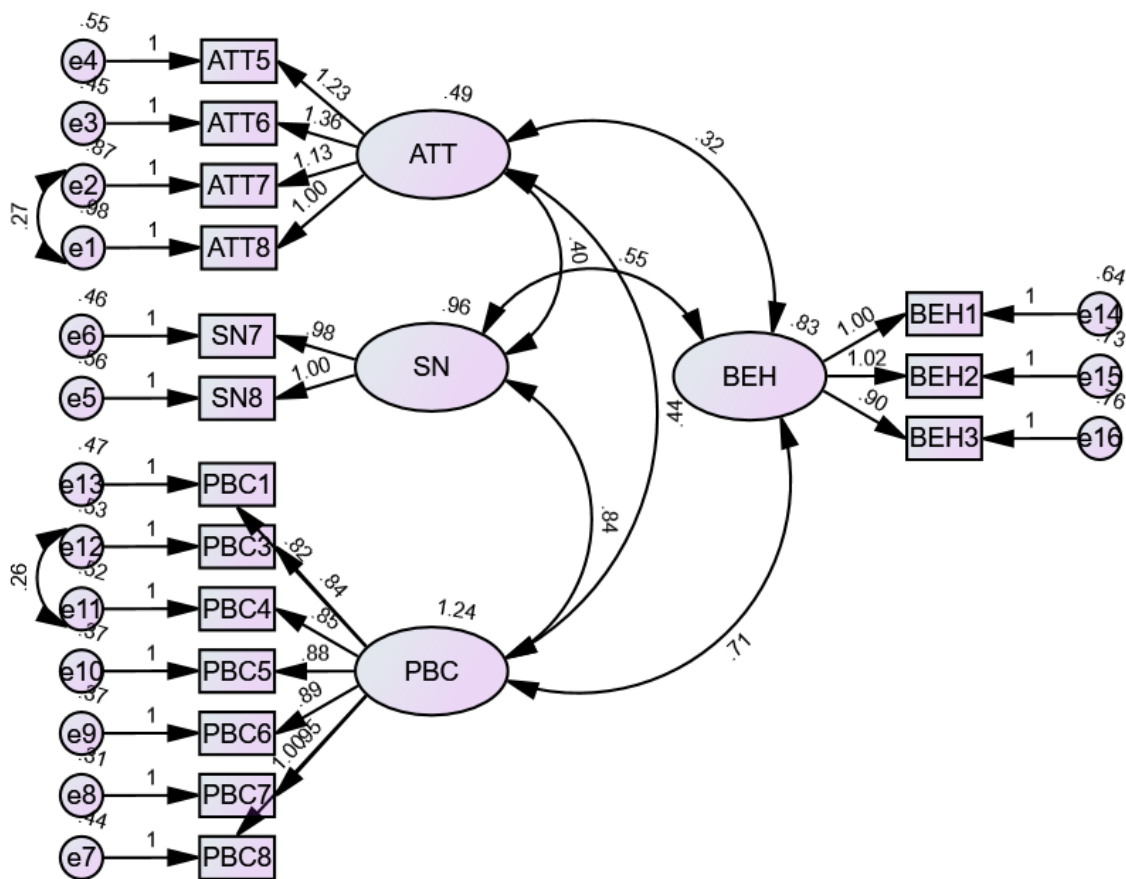 .55
e4 1 ATT5
1.23
.45
e3 1 ATT6
1.36
.87
e2 1 ATT7
1.13
.98
e1 1 ATT8
1.00
.27
.49
ATT
.32
.40
.55
.46
e6 1 SN7
.98
.56
e5 1 SN8
1.00
.96
SN
.83
BEH
1.00
BEH1 1 e14
.64
1.02
BEH2 1 e15
.73
.90
BEH3 1 e16
.76
.44
.84
.47
e13 1 PBC1
.82
.53
e12 1 PBC3
.84
.26
.52
e11 1 PBC4
.85
.37
e10 1 PBC5
.88
.37
e9 1 PBC6
.89
.31
e8 1 PBC7
.95
.44
e7 1 PBC8
1.00
1.24
PBC
.71